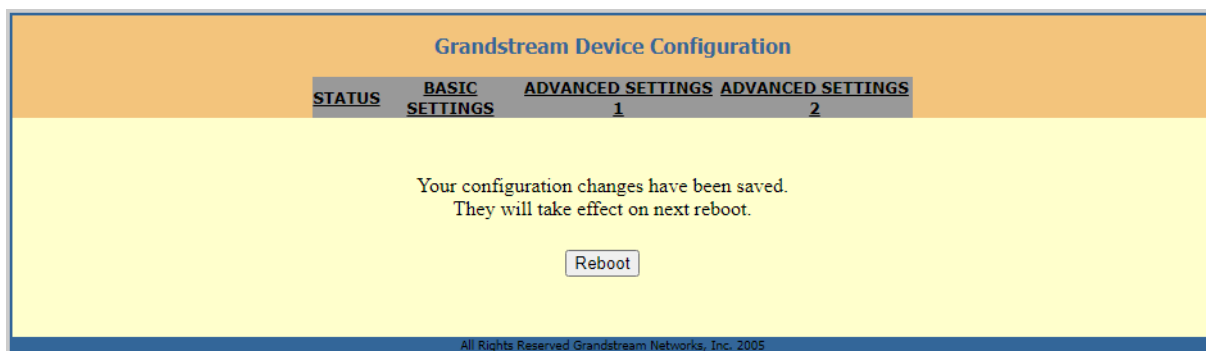 Grandstream Device Configuration
STATUS
BASIC
SETTINGS
ADVANCED SETTINGS
1
ADVANCED SETTINGS
2
Your configuration changes have been saved.
They will take effect on next reboot.
Reboot
All Rights Reserved Grandstream Networks, Inc. 2005